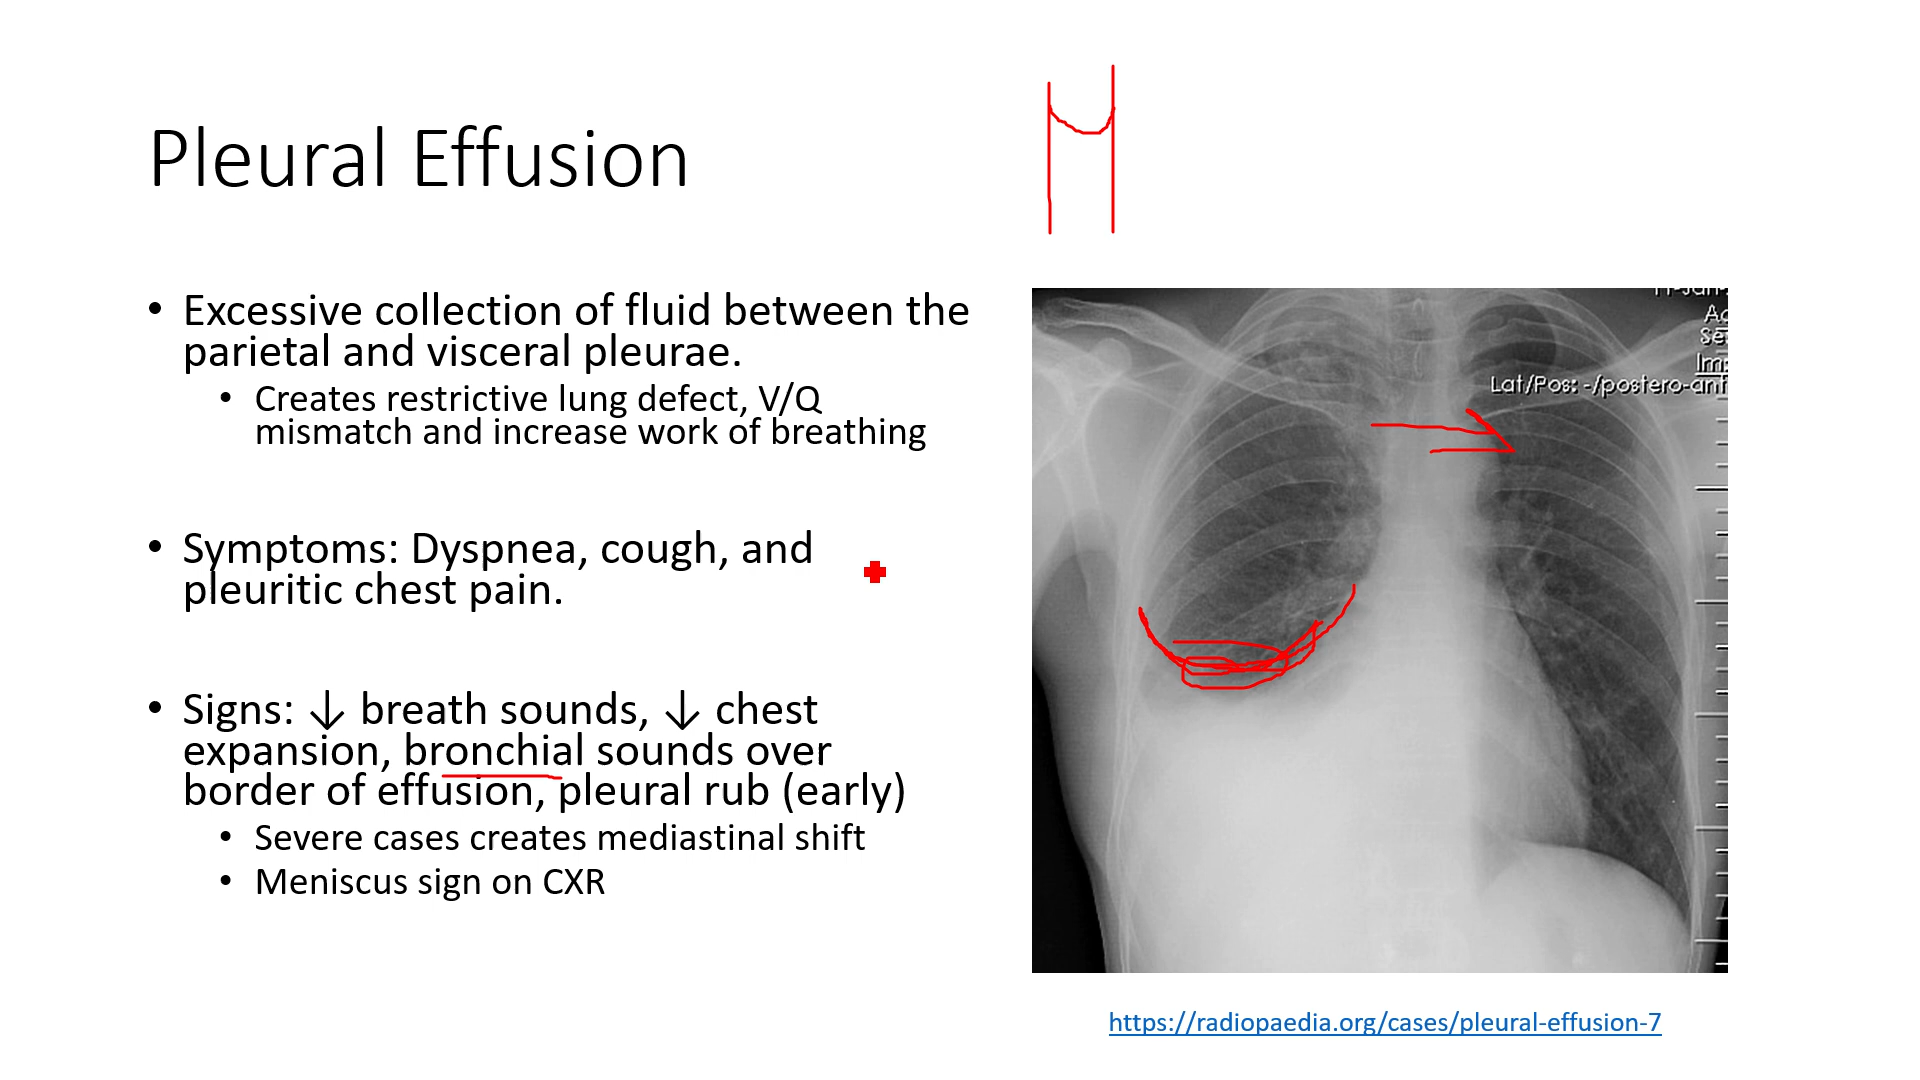 Pleural Effusion
• Excessive collection of fluid between the
parietal and visceral pleurae.
• Creates restrictive lung defect, V/Q
mismatch and increase work of breathing
• Symptoms: Dyspnea, cough, and
pleuritic chest pain.
• Signs: ↓ breath sounds, ↓ chest
expansion, bronchial sounds over
border of effusion, pleural rub (early)
• Severe cases creates mediastinal shift
• Meniscus sign on CXR
Se:
Im:
Lat/Pos: -/postero-ant
https://radiopaedia.org/cases/pleural-effusion-7